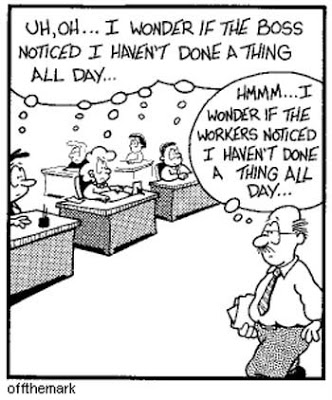 UH, OH... I WONDER IF THE BOSS
NOTICED I HAVEN'T DONE A THING
ALL DAY...
HMMM...I
WONDER IF THE
WORKERS NOTICED
I HAVEN'T DONE
A THING ALL
DAY...
offthemark